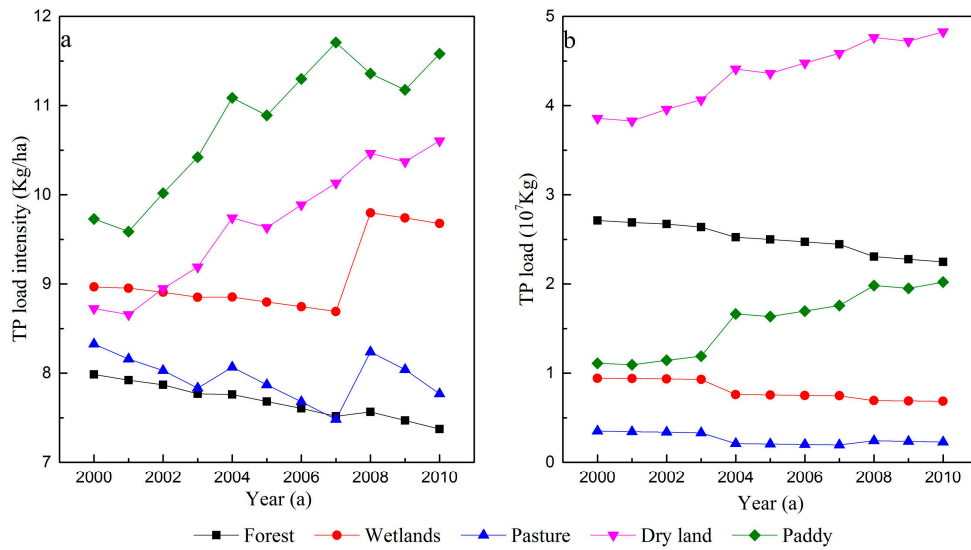 a
TP load intensity (Kg/ha)
12
11
10
9
8
7
2000 2002 2004 2006 2008 2010
Year (a)
b
TP load (10⁷Kg)
5
4
3
2
1
0
2000 2002 2004 2006 2008 2010
Year (a)
Forest Wetlands Pasture Dry land Paddy